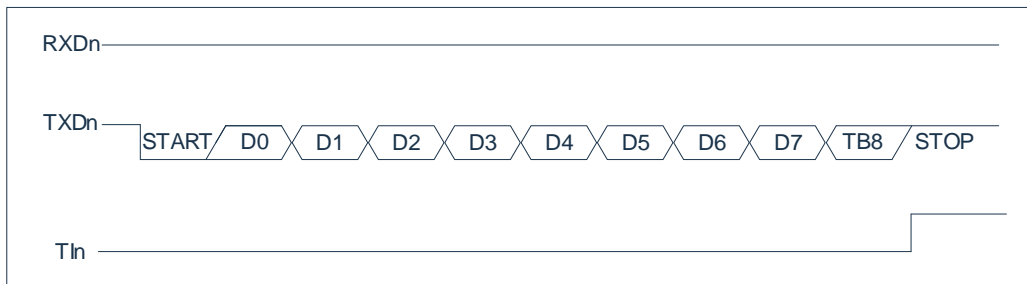 RXDn
TXDn
START D0 D1 D2 D3 D4 D5 D6 D7 TB8 STOP
TIn